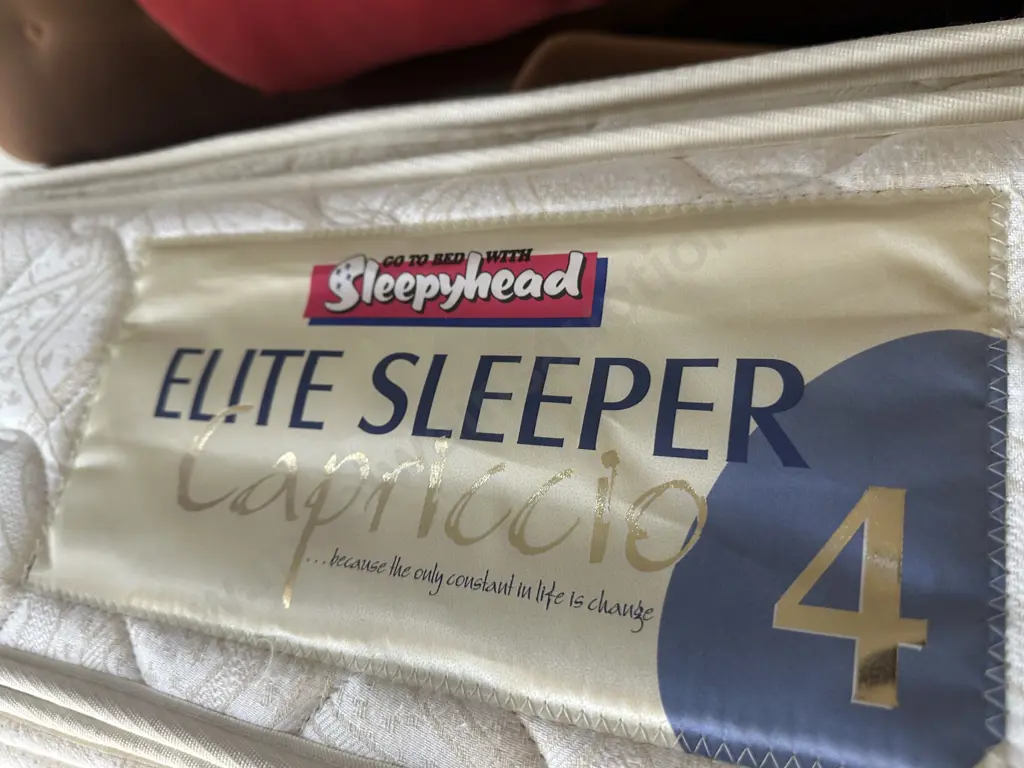 GO TO BED WITH
Sleepyhead
ELITE SLEEPER
Capriccio
...because the only constant in life is change
4